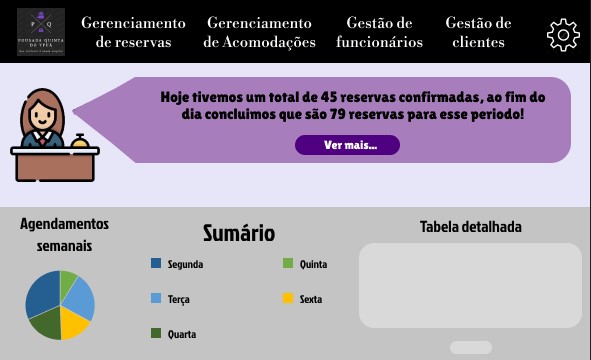 P Q
POUSADA QUINTA
DO YPUÃ
Gerenciamento
de reservas
Gerenciamento
de Acomodações
Gestão de
funcionários
Gestão de
clientes
Hoje tivemos um total de 45 reservas confirmadas, ao fim do
dia concluimos que são 79 reservas para esse periodo!
Ver mais...
Agendamentos
semanais
Sumário
Segunda
Quinta
Terça
Sexta
Quarta
Tabela detalhada